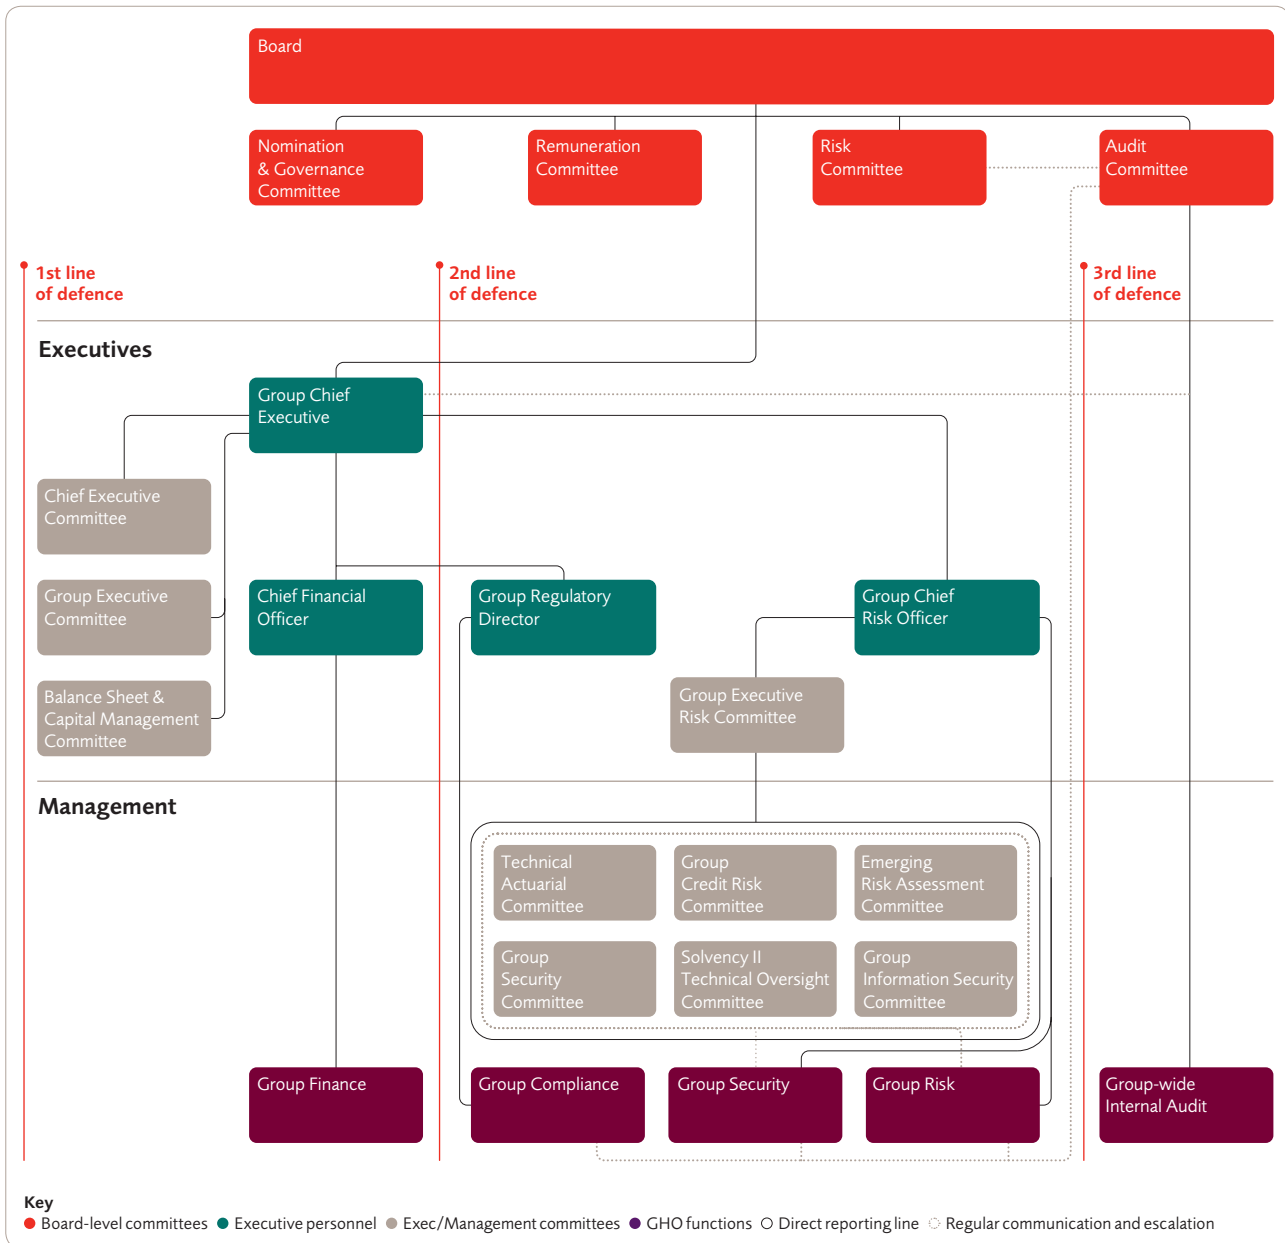 Board
Nomination
& Governance
Committee
Remuneration
Committee
Risk
Committee
Audit
Committee
1st line
of defence
2nd line
of defence
3rd line
of defence
Executives
Group Chief
Executive
Chief Executive
Committee
Group Executive
Committee
Chief Financial
Officer
Group Regulatory
Director
Group Chief
Risk Officer
Balance Sheet &
Capital Management
Committee
Group Executive
Risk Committee
Management
Technical
Actuarial
Committee
Group
Credit Risk
Committee
Emerging
Risk Assessment
Committee
Group
Security
Committee
Solvency II
Technical Oversight
Committee
Group
Information Security
Committee
Group Finance
Group Compliance
Group Security
Group Risk
Group-wide
Internal Audit
Key
Board-level committees Executive personnel Exec/Management committees GHO functions Direct reporting line Regular communication and escalation